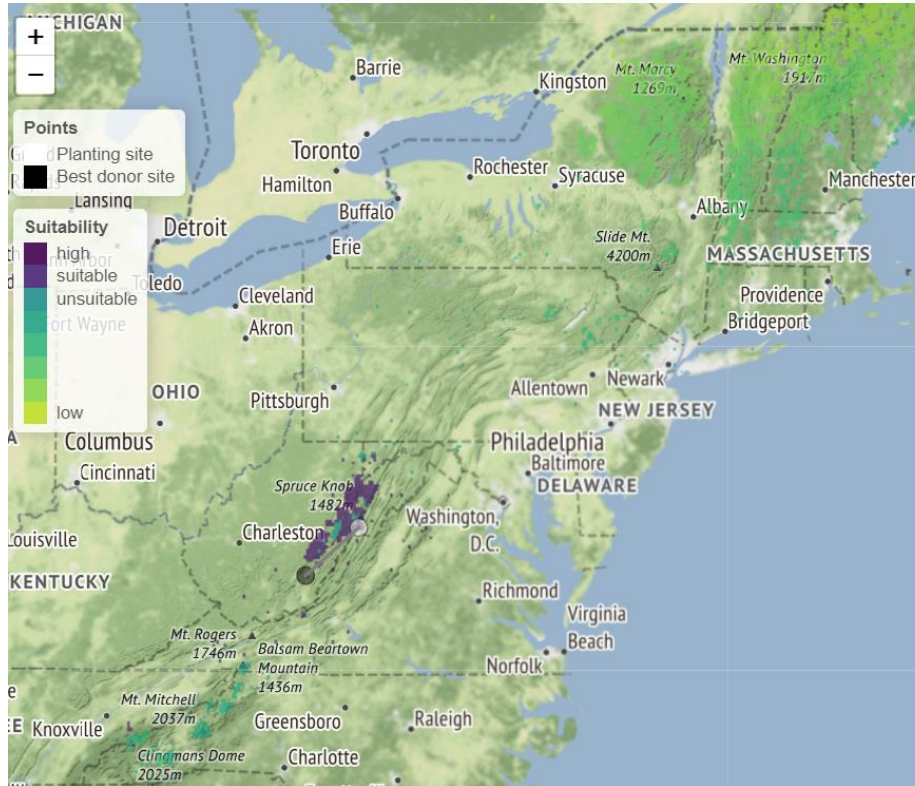 MICHIGAN
+
−
Points
Planting site
Best donor site
Suitability
high
suitable
unsuitable
low
Barrie
Kingston
Mt. Marcy
1269m
Mt. Washington
1917m
Toronto
Hamilton
Rochester
Syracuse
Manchester
Lansing
Buffalo
Albany
Detroit
Erie
Slide Mt.
4200m
MASSACHUSETTS
Toledo
Cleveland
Providence
Fort Wayne
Akron
Bridgeport
OHIO
Pittsburgh
Allentown
Newark
NEW JERSEY
Columbus
Philadelphia
Cincinnati
Baltimore
Spruce Knob
1482m
DELAWARE
Charleston
Washington,
D.C.
Louisville
KENTUCKY
Richmond
Virginia
Beach
Mt. Rogers
1746m
Balsam Beartown
Mountain
1436m
Norfolk
Mt. Mitchell
2037m
Knoxville
Greensboro
Raleigh
Clingmans Dome
2025m
Charlotte